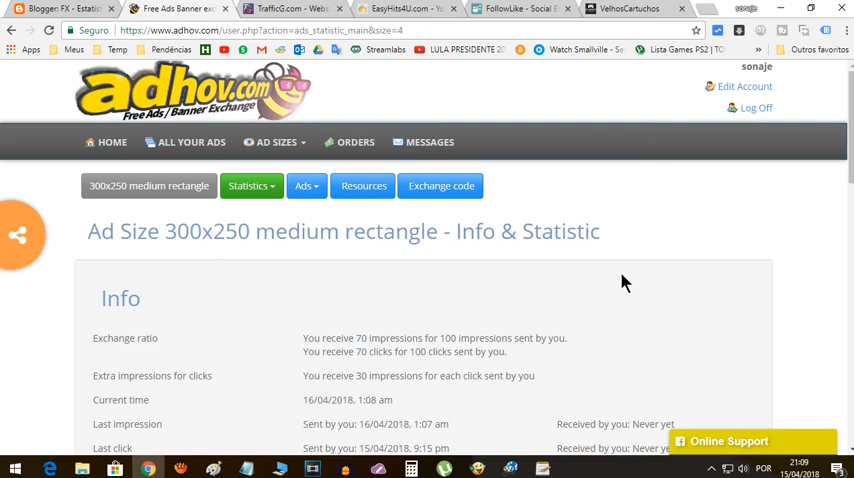 Blogger: FX - Estatist
Free Ads Banner exc
TrafficG.com - Websi
EasyHits4U.com - Yo
FollowLike - Social E
VelhosCartuchos
sonaje
Seguro
https://www.adhov.com/user.php?action=ads_statistic_main&size=4
Apps
Meus
Temp
Pendências
Streamlabs
LULA PRESIDENTE 20
Watch Smallville - Se
Lista Games PS2 | TO
»
Outros favoritos
adhov.com
Free Ads / Banner Exchange
sonaje
Edit Account
Log Off
HOME
ALL YOUR ADS
AD SIZES
ORDERS
MESSAGES
300x250 medium rectangle
Statistics
Ads
Resources
Exchange code
Ad Size 300x250 medium rectangle - Info & Statistic
Info
Exchange ratio
You receive 70 impressions for 100 impressions sent by you.
You receive 70 clicks for 100 clicks sent by you.
Extra impressions for clicks
You receive 30 impressions for each click sent by you
Current time
16/04/2018, 1:08 am
Last impression
Sent by you: 16/04/2018, 1:07 am
Received by you: Never yet
Last click
Sent by you: 15/04/2018, 9:15 pm
Received by you: Never ye
Online Support
POR
21:09
15/04/2018
3